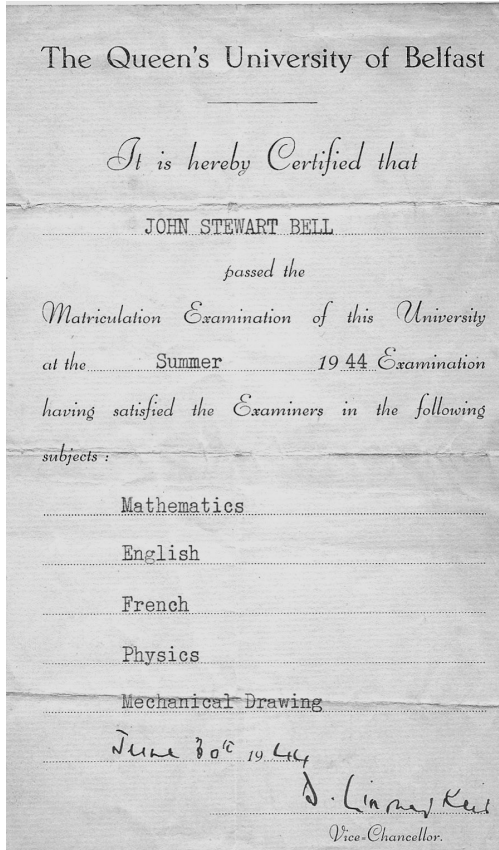 The Queen's University of Belfast
It is hereby Certified that
JOHN STEWART BELL
passed the
Matriculation Examination of this University
at the Summer 1944 Examination
having satisfied the Examiners in the following
subjects :
Mathematics
English
French
Physics
Mechanical Drawing
June 30th 1944
D. Lindsay Keir
Vice-Chancellor.